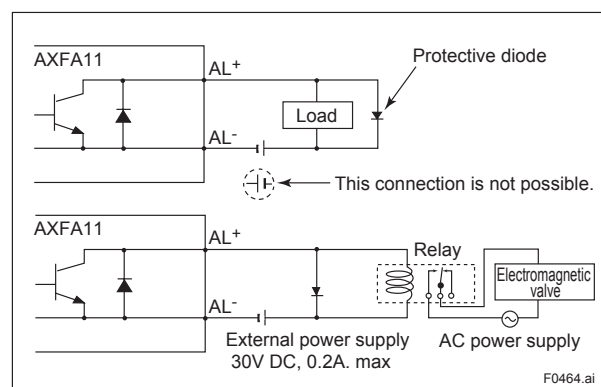 AXFA11
AL+
Protective diode
Load
AL-
This connection is not possible.
AXFA11
AL+
Relay
Electromagnetic
valve
AL-
External power supply
30V DC, 0.2A. max
AC power supply
F0464.ai